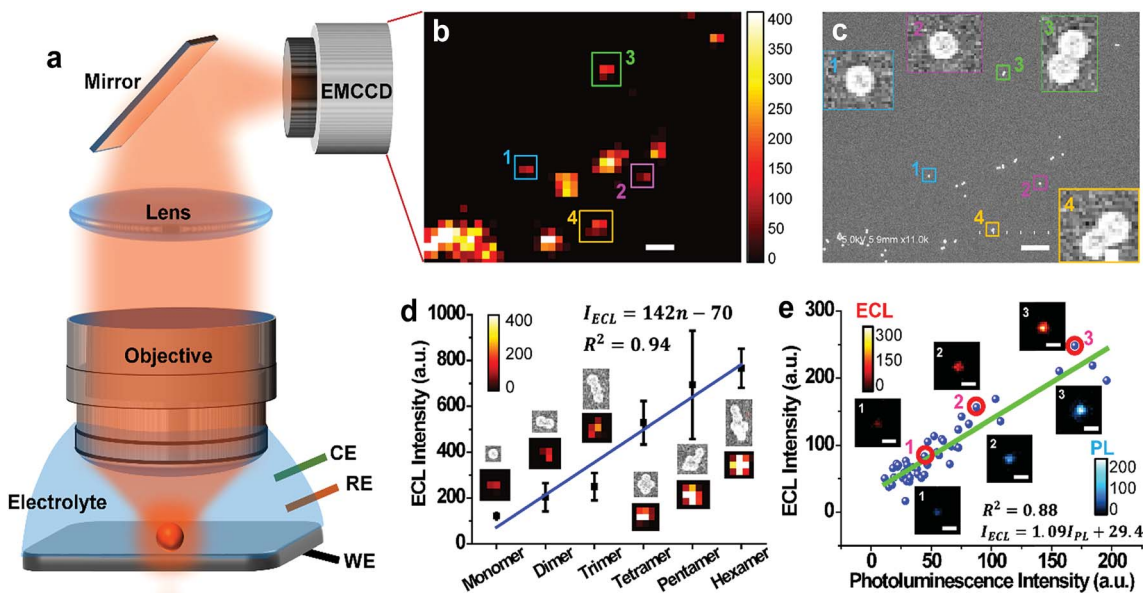 a
Mirror
EMCCD
Lens
Objective
CE
RE
Electrolyte
WE
b
3
1
2
4
400
350
300
250
200
150
100
50
0
c
1
2
3
3
1
2
4
4
5.0kV 5.9mm x11.0k
d
I_ECL = 142n − 70
R² = 0.94
400
200
0
ECL Intensity (a.u.)
1000
800
600
400
200
0
Monomer
Dimer
Trimer
Tetramer
Pentamer
Hexamer
e
ECL
300
150
0
ECL Intensity (a.u.)
300
200
100
0
3
3
2
2
1
1
3
2
1
PL
200
100
0
R² = 0.88
I_ECL = 1.09I_PL + 29.4
0
50
100
150
200
Photoluminescence Intensity (a.u.)